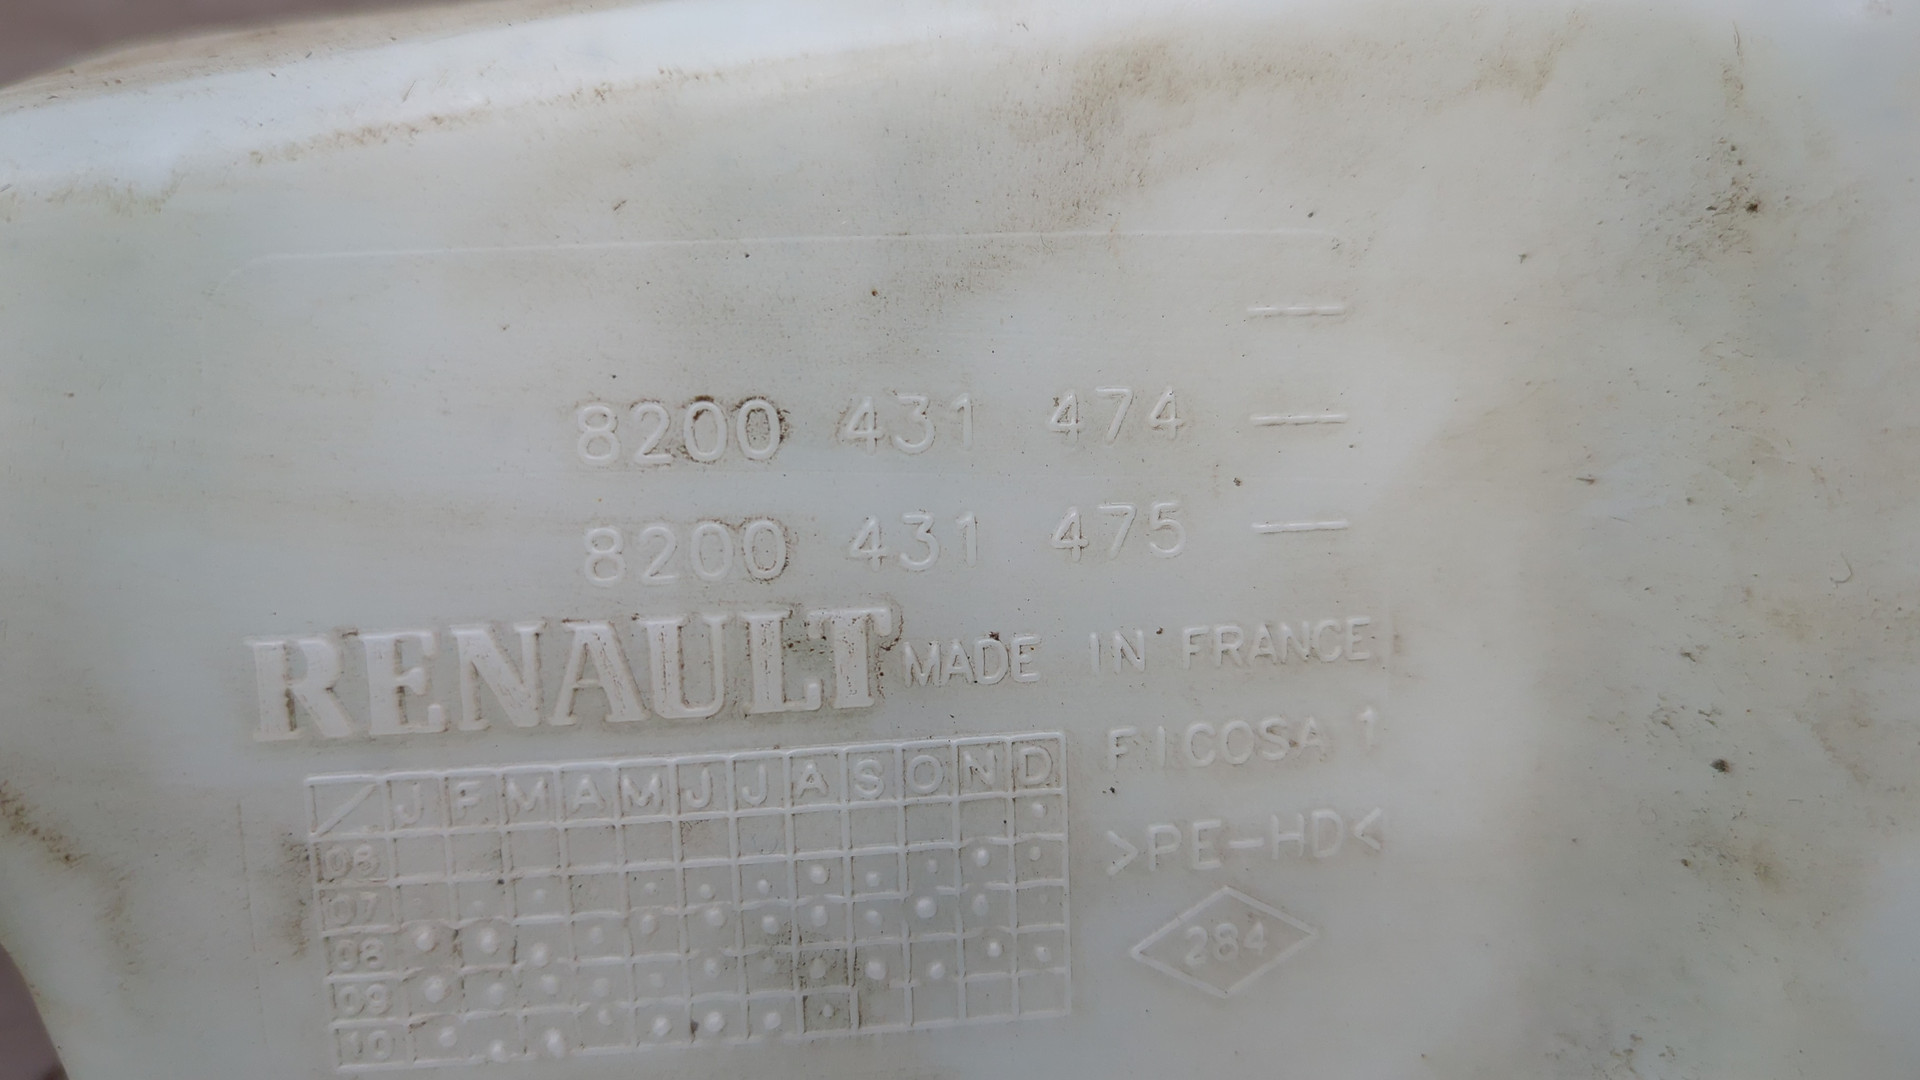 8200 431 474 —
8200 431 475 —
RENAULT MADE IN FRANCE
FICOSA 1
/ J F M A M J J A S O N D
06
07
08
09
10
>PE-HD<
284